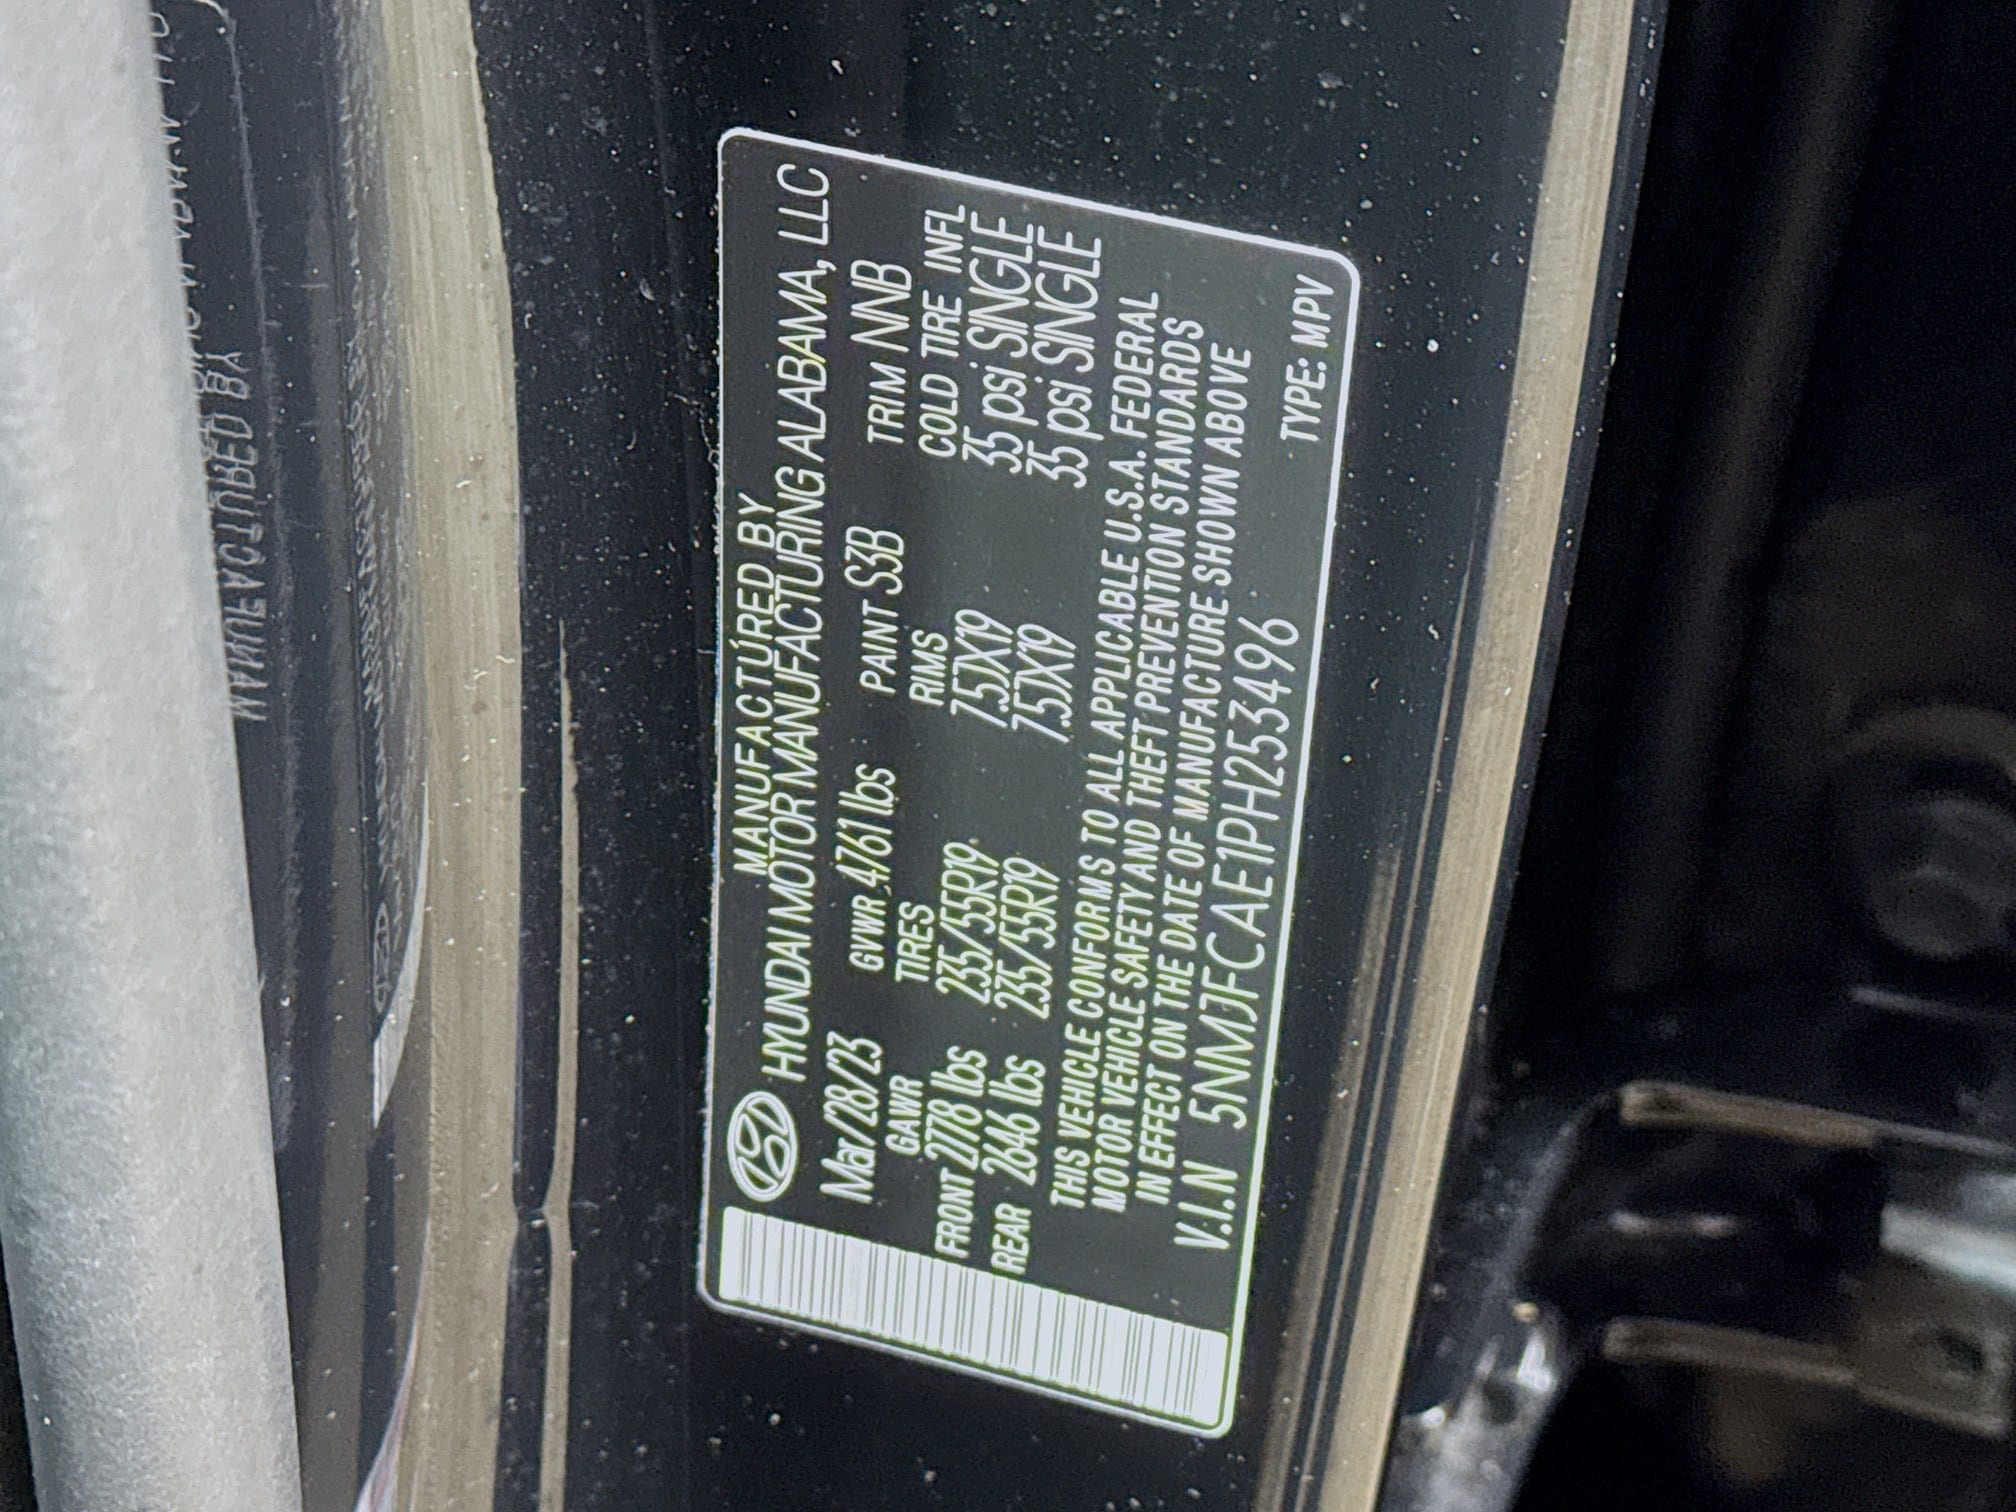 MANUFACTURED BY
HYUNDAI MOTOR MANUFACTURING ALABAMA, LLC
Mar/28/23 GVWR 4761 lbs PAINT S3B TRIM NNB
GAWR TIRES RIMS COLD TIRE INFL
FRONT 2778 lbs 235/55R19 7.5JX19 35 psi SINGLE
REAR 2646 lbs 235/55R19 7.5JX19 35 psi SINGLE
THIS VEHICLE CONFORMS TO ALL APPLICABLE U.S.A. FEDERAL
MOTOR VEHICLE SAFETY AND THEFT PREVENTION STANDARDS
IN EFFECT ON THE DATE OF MANUFACTURE SHOWN ABOVE
V.I.N 5NMJFCAE1PH253496
TYPE: MPV